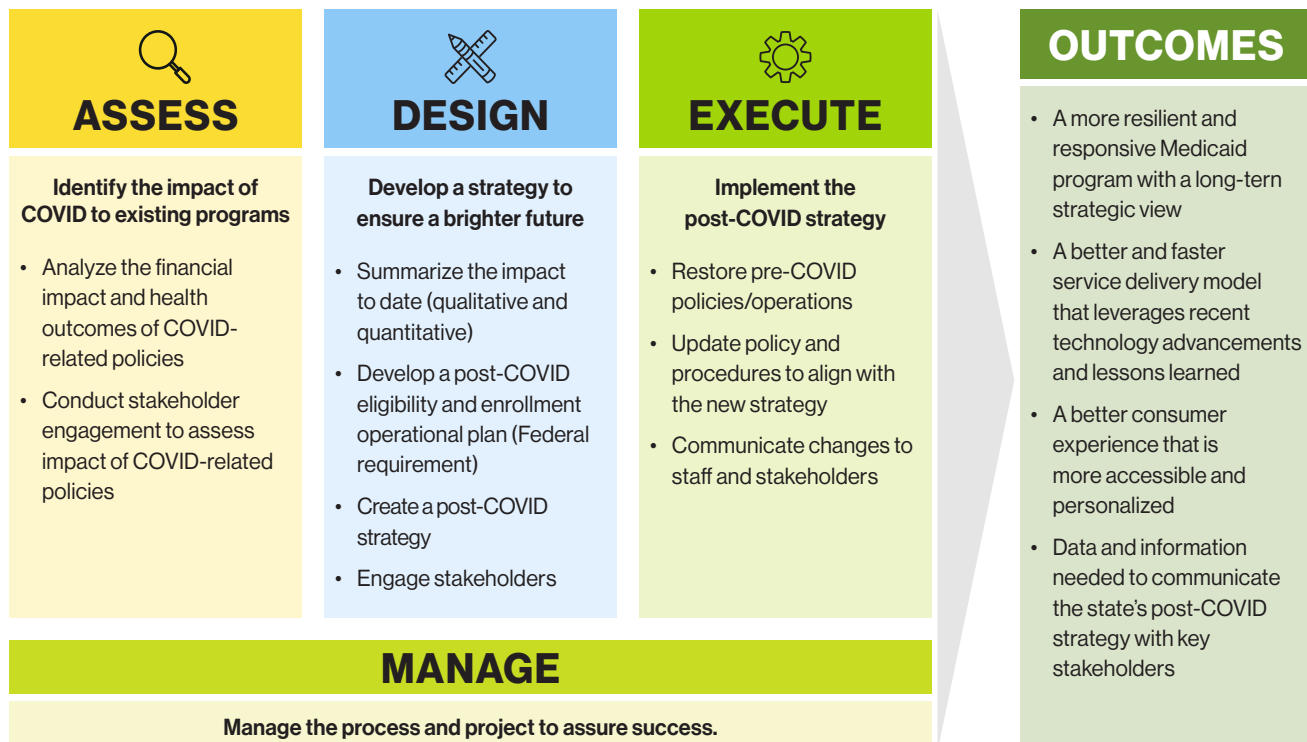 ASSESS
Identify the impact of
COVID to existing programs
• Analyze the financial
impact and health
outcomes of COVID-
related policies
• Conduct stakeholder
engagement to assess
impact of COVID-related
policies
DESIGN
Develop a strategy to
ensure a brighter future
• Summarize the impact
to date (qualitative and
quantitative)
• Develop a post-COVID
eligibility and enrollment
operational plan (Federal
requirement)
• Create a post-COVID
strategy
• Engage stakeholders
EXECUTE
Implement the
post-COVID strategy
• Restore pre-COVID
policies/operations
• Update policy and
procedures to align with
the new strategy
• Communicate changes to
staff and stakeholders
MANAGE
Manage the process and project to assure success.
OUTCOMES
• A more resilient and
responsive Medicaid
program with a long-tern
strategic view
• A better and faster
service delivery model
that leverages recent
technology advancements
and lessons learned
• A better consumer
experience that is
more accessible and
personalized
• Data and information
needed to communicate
the state’s post-COVID
strategy with key
stakeholders